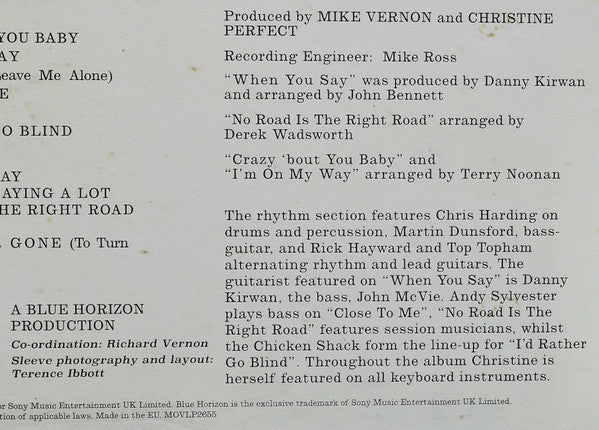 YOU BABY
AY
eave Me Alone)
E
O BLIND
AY
AYING A LOT
HE RIGHT ROAD
GONE (To Turn
A BLUE HORIZON
PRODUCTION
Co-ordination: Richard Vernon
Sleeve photography and layout:
Terence Ibbott
Produced by MIKE VERNON and CHRISTINE
PERFECT
Recording Engineer: Mike Ross
“When You Say” was produced by Danny Kirwan
and arranged by John Bennett
“No Road Is The Right Road” arranged by
Derek Wadsworth
“Crazy ’bout You Baby” and
“I’m On My Way” arranged by Terry Noonan
The rhythm section features Chris Harding on
drums and percussion, Martin Dunsford, bass-
guitar, and Rick Hayward and Top Topham
alternating rhythm and lead guitars. The
guitarist featured on “When You Say” is Danny
Kirwan, the bass, John McVie. Andy Sylvester
plays bass on “Close To Me”, “No Road Is The
Right Road” features session musicians, whilst
the Chicken Shack form the line-up for “I’d Rather
Go Blind”. Throughout the album Christine is
herself featured on all keyboard instruments.
r Sony Music Entertainment UK Limited. Blue Horizon is the exclusive trademark of Sony Music Entertainment UK Limited.
tion of applicable laws. Made in the EU. MOVLP2655